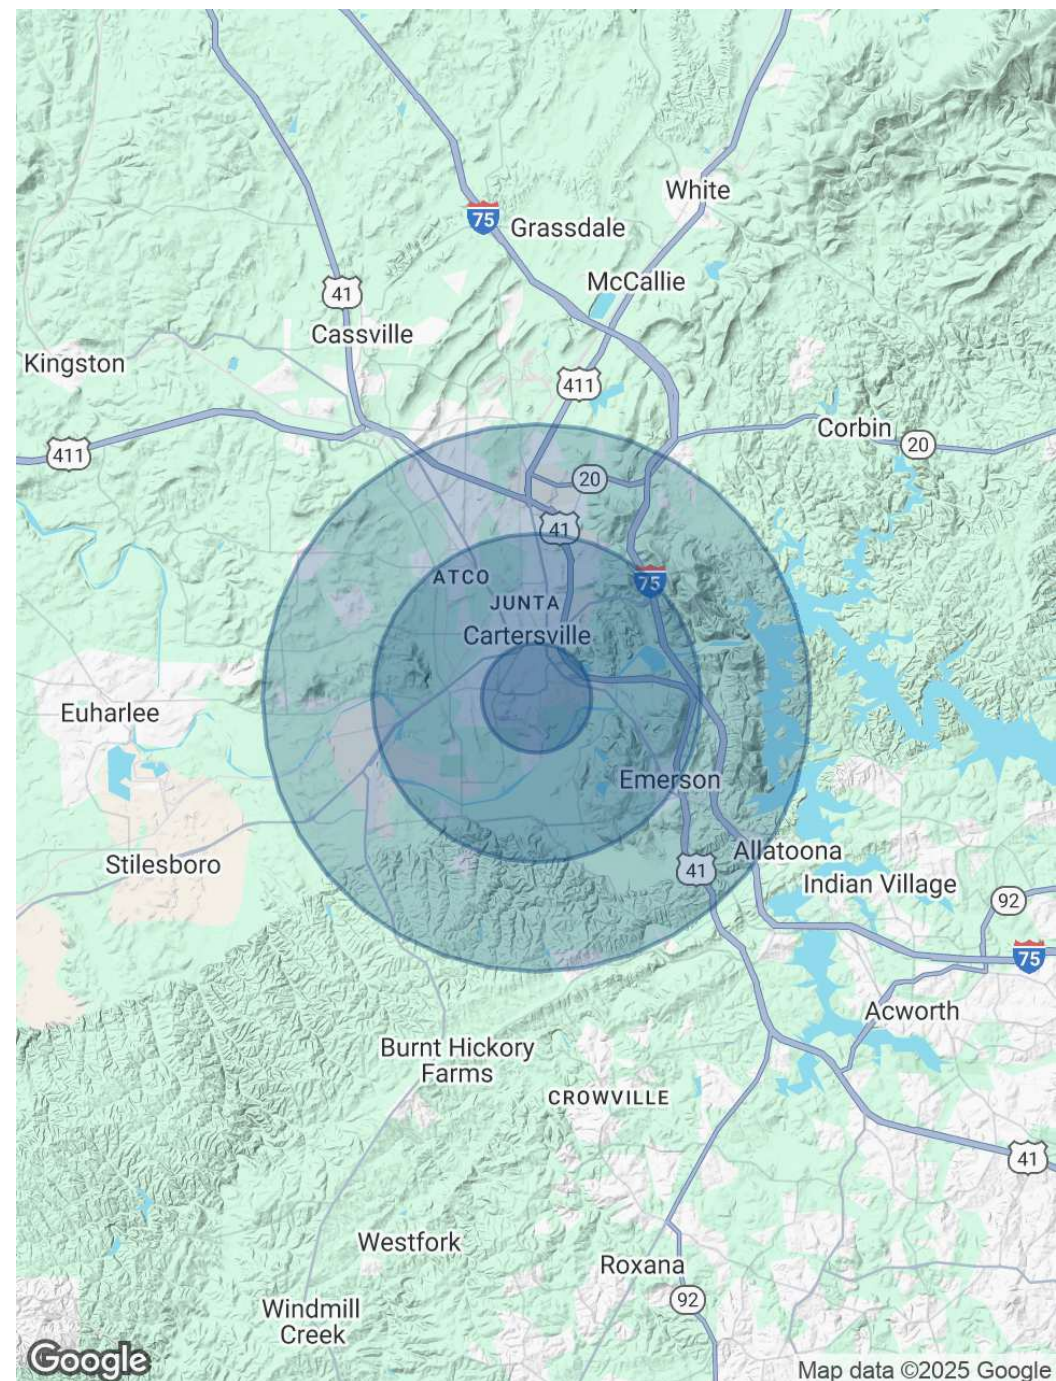 White
75
Grassdale
McCallie
41
Cassville
Kingston
411
Corbin
20
411
20
41
ATCO
75
JUNTA
Cartersville
Euharlee
Emerson
Allatoona
Stilesboro
41
Indian Village
92
75
Acworth
Burnt Hickory
Farms
CROWVILLE
41
Westfork
Roxana
92
Windmill
Creek
Google
Map data ©2025 Google